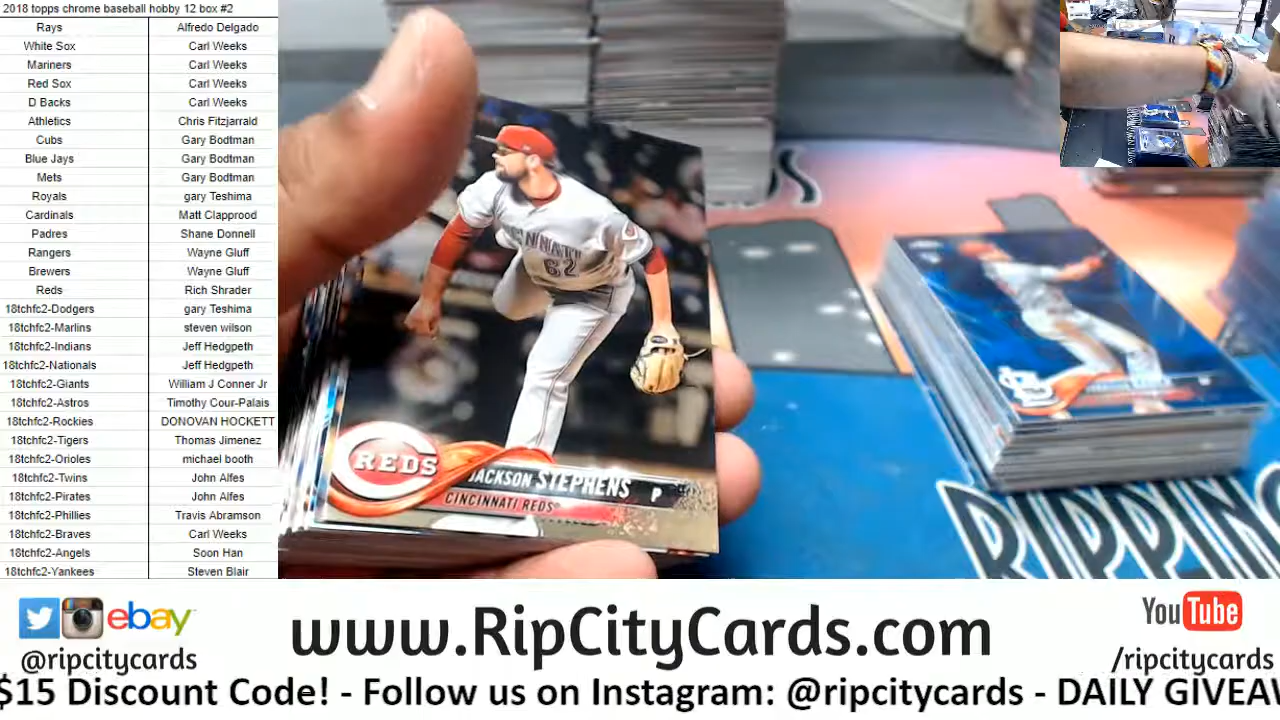 2018 topps chrome baseball hobby 12 box #2
Rays Alfredo Delgado
White Sox Carl Weeks
Mariners Carl Weeks
Red Sox Carl Weeks
D Backs Carl Weeks
Athletics Chris Fitzjarrald
Cubs Gary Bodtman
Blue Jays Gary Bodtman
Mets Gary Bodtman
Royals gary Teshima
Cardinals Matt Clapprood
Padres Shane Donnell
Rangers Wayne Gluff
Brewers Wayne Gluff
Reds Rich Shrader
18tchfc2-Dodgers gary Teshima
18tchfc2-Marlins steven wilson
18tchfc2-Indians Jeff Hedgpeth
18tchfc2-Nationals Jeff Hedgpeth
18tchfc2-Giants William J Conner Jr
18tchfc2-Astros Timothy Cour-Palais
18tchfc2-Rockies DONOVAN HOCKETT
18tchfc2-Tigers Thomas Jimenez
18tchfc2-Orioles michael booth
18tchfc2-Twins John Alfes
18tchfc2-Pirates John Alfes
18tchfc2-Phillies Travis Abramson
18tchfc2-Braves Carl Weeks
18tchfc2-Angels Soon Han
18tchfc2-Yankees Steven Blair
CINNATI
62
REDS
JACKSON STEPHENS P
CINCINNATI REDS
RIPPIN
ebay
@ripcitycards
www.RipCityCards.com
YouTube
/ripcitycards
$15 Discount Code! - Follow us on Instagram: @ripcitycards - DAILY GIVEAW